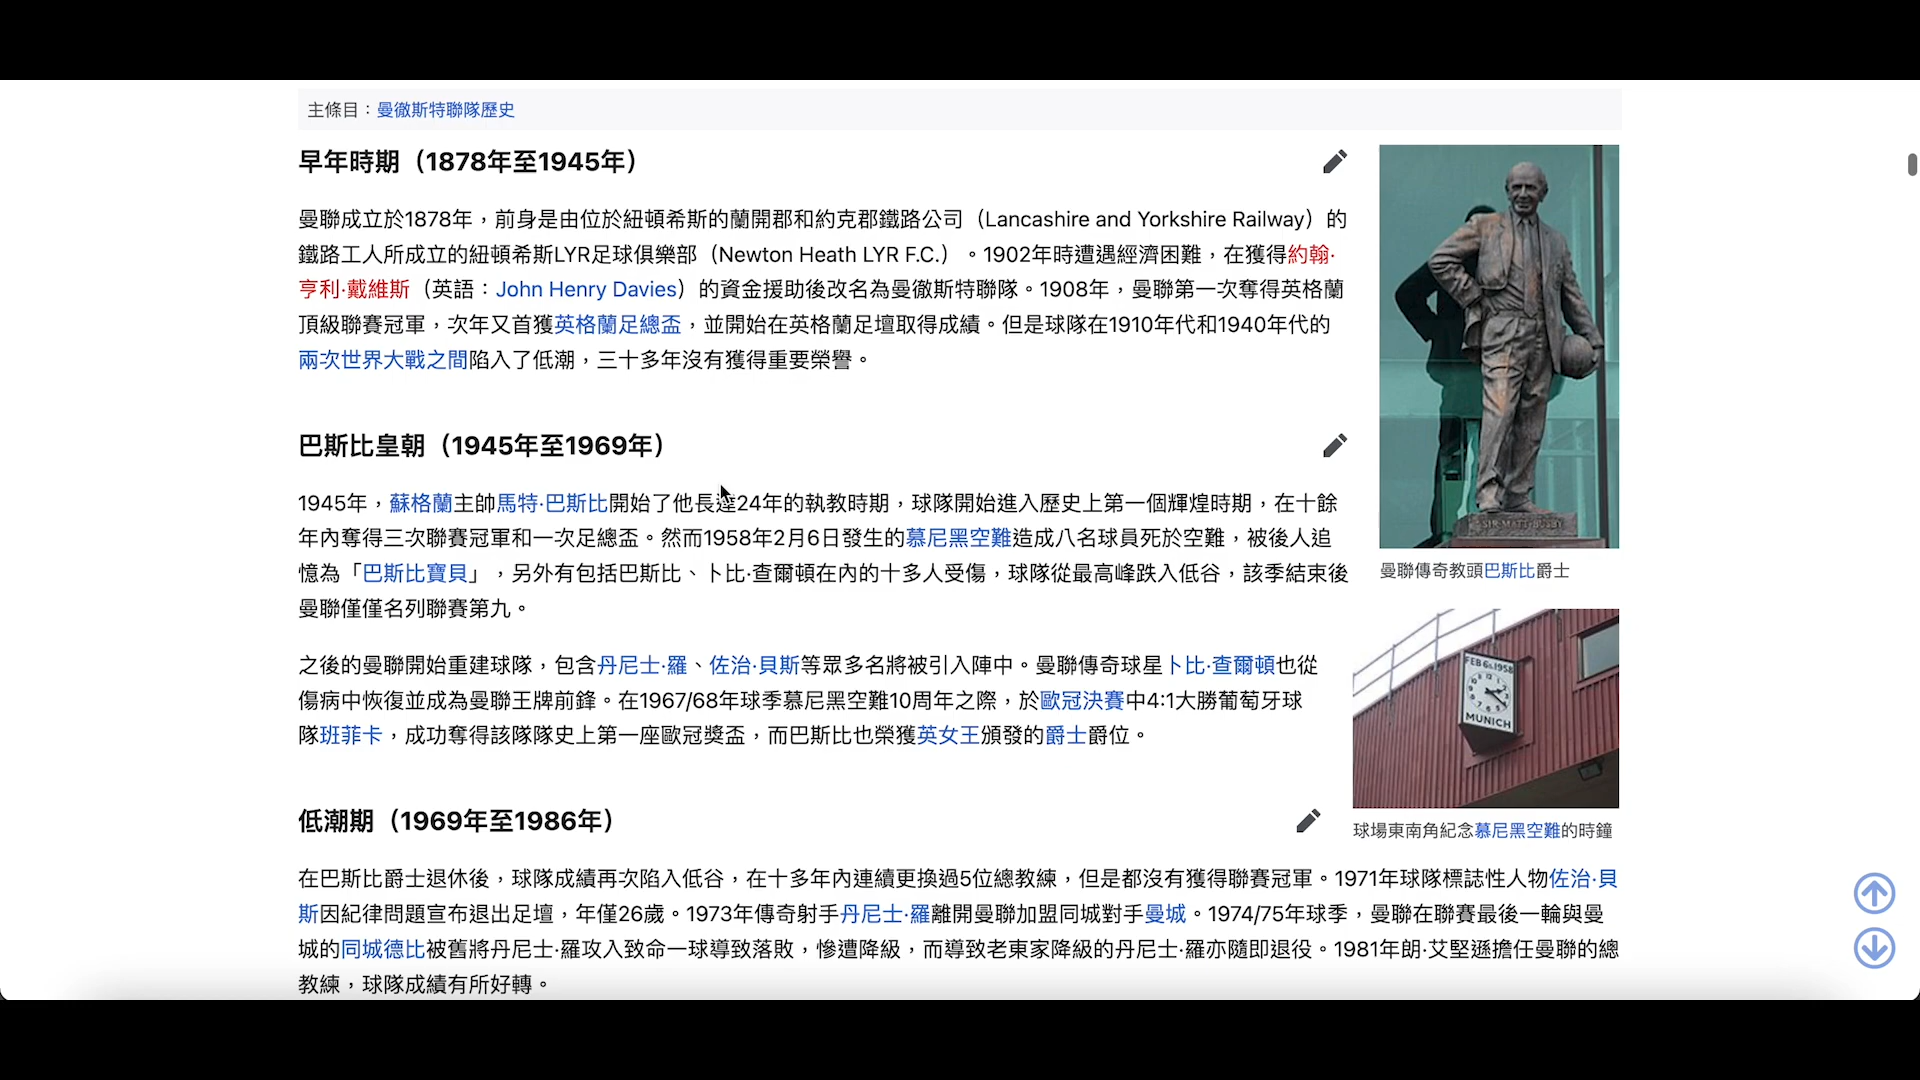 主條目：曼徹斯特聯隊歷史
早年時期（1878年至1945年）
曼聯成立於1878年，前身是由位於紐頓希斯的蘭開郡和約克郡鐵路公司（Lancashire and Yorkshire Railway）的
鐵路工人所成立的紐頓希斯LYR足球俱樂部（Newton Heath LYR F.C.）。1902年時遭遇經濟困難，在獲得約翰·
亨利·戴維斯（英語：John Henry Davies）的資金援助後改名為曼徹斯特聯隊。1908年，曼聯第一次奪得英格蘭
頂級聯賽冠軍，次年又首獲英格蘭足總盃，並開始在英格蘭足壇取得成績。但是球隊在1910年代和1940年代的
兩次世界大戰之間陷入了低潮，三十多年沒有獲得重要榮譽。
SIR MATT BUSBY
曼聯傳奇教頭巴斯比爵士
巴斯比皇朝（1945年至1969年）
1945年，蘇格蘭主帥馬特·巴斯比開始了他長達24年的執教時期，球隊開始進入歷史上第一個輝煌時期，在十餘
年內奪得三次聯賽冠軍和一次足總盃。然而1958年2月6日發生的慕尼黑空難造成八名球員死於空難，被後人追
憶為「巴斯比寶貝」，另外有包括巴斯比、卜比·查爾頓在內的十多人受傷，球隊從最高峰跌入低谷，該季結束後
曼聯僅僅名列聯賽第九。
之後的曼聯開始重建球隊，包含丹尼士·羅、佐治·貝斯等眾多名將被引入陣中。曼聯傳奇球星卜比·查爾頓也從
傷病中恢復並成為曼聯王牌前鋒。在1967/68年球季慕尼黑空難10周年之際，於歐冠決賽中4:1大勝葡萄牙球
隊班菲卡，成功奪得該隊隊史上第一座歐冠獎盃，而巴斯比也榮獲英女王頒發的爵士爵位。
FEB 6th 1958
MUNICH
球場東南角紀念慕尼黑空難的時鐘
低潮期（1969年至1986年）
在巴斯比爵士退休後，球隊成績再次陷入低谷，在十多年內連續更換過5位總教練，但是都沒有獲得聯賽冠軍。1971年球隊標誌性人物佐治·貝
斯因紀律問題宣布退出足壇，年僅26歲。1973年傳奇射手丹尼士·羅離開曼聯加盟同城對手曼城。1974/75年球季，曼聯在聯賽最後一輪與曼
城的同城德比被舊將丹尼士·羅攻入致命一球導致落敗，慘遭降級，而導致老東家降級的丹尼士·羅亦隨即退役。1981年朗·艾堅遜擔任曼聯的總
教練，球隊成績有所好轉。